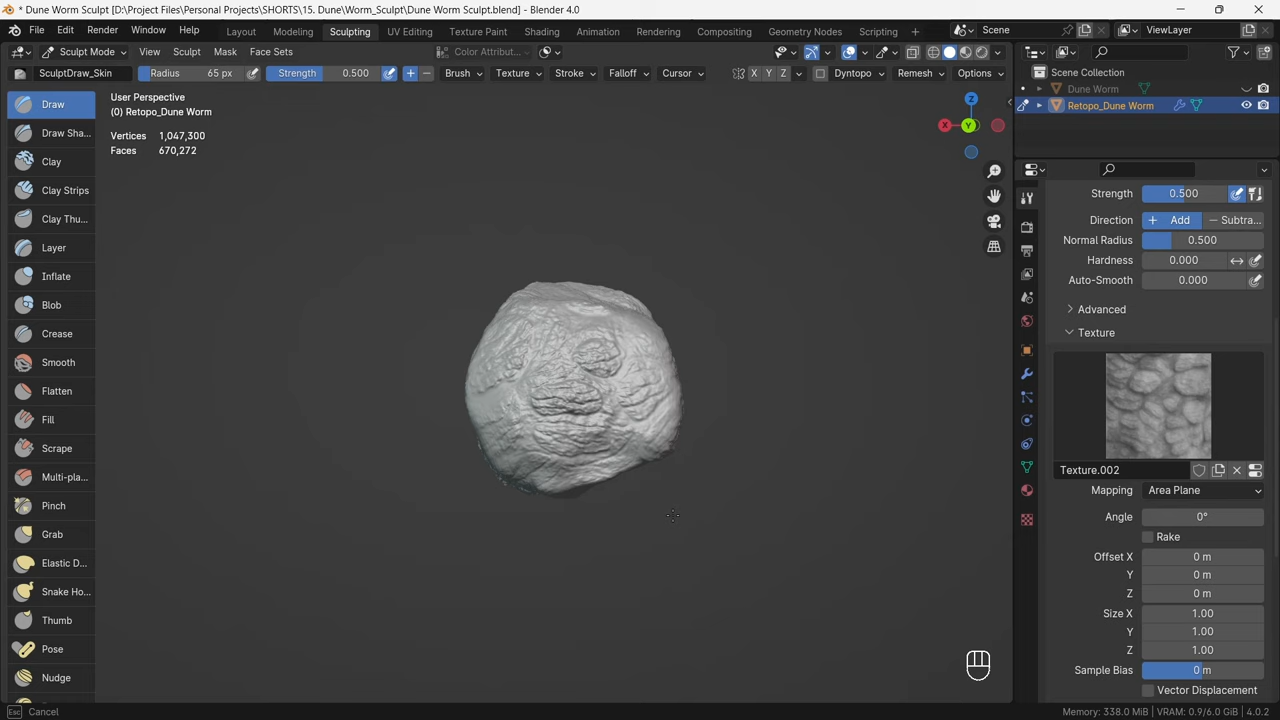 * Dune Worm Sculpt [D:\Project Files\Personal Projects\SHORTS\15. Dune\Worm_Sculpt\Dune Worm Sculpt.blend] - Blender 4.0.2
File Edit Render Window Help Layout Modeling Sculpting UV Editing Texture Paint Shading Animation Rendering Compositing Geometry Nodes Scripting + Scene ViewLayer
Sculpt Mode View Sculpt Mask Face Sets Color Attribut...
SculptDraw_Skin Radius 65 px Strength 0.500 Brush Texture Stroke Falloff Cursor X Y Z Dyntopo Remesh Options
Scene Collection
Dune Worm
Retopo_Dune Worm
User Perspective
(0) Retopo_Dune Worm
Vertices 1,047,300
Faces 670,272
Z
X Y
Draw
Draw Sha...
Clay
Clay Strips
Clay Thu...
Layer
Inflate
Blob
Crease
Smooth
Flatten
Fill
Scrape
Multi-pla...
Pinch
Grab
Elastic D...
Snake Ho...
Thumb
Pose
Nudge
Strength 0.500
Direction + Add − Subtra...
Normal Radius 0.500
Hardness 0.000
Auto-Smooth 0.000
Advanced
Texture
Texture.002
Mapping Area Plane
Angle 0°
Rake
Offset X 0 m
Y 0 m
Z 0 m
Size X 1.00
Y 1.00
Z 1.00
Sample Bias 0 m
Vector Displacement
Esc Cancel Memory: 338.0 MiB | VRAM: 0.9/6.0 GiB | 4.0.2